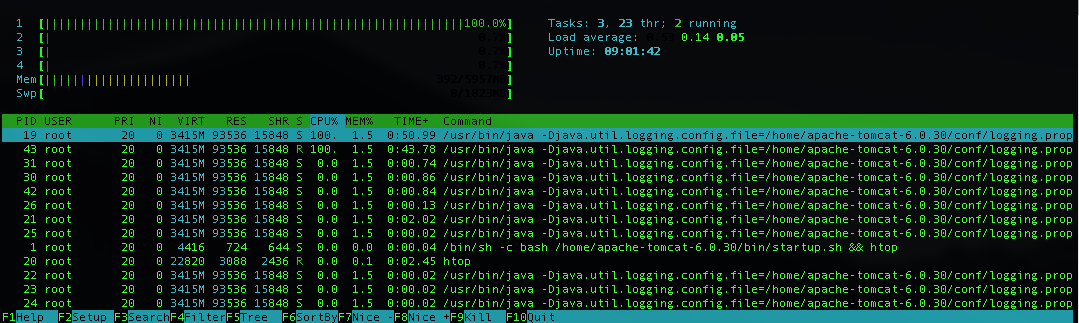 1 [||||||||||||||||||||||||||||||||||||||||||||||||||||||||||||100.0%] Tasks: 3, 23 thr; 2 running
2 [| 0.7%] Load average: 0.53 0.14 0.05
3 [| 0.7%] Uptime: 09:01:42
4 [| 0.7%]
Mem[||||||||||||||||||||| 392/5957MB]
Swp[ 0/1023MB]
PID USER PRI NI VIRT RES SHR S CPU% MEM% TIME+ Command
19 root 20 0 3415M 93536 15848 S 100. 1.5 0:50.99 /usr/bin/java -Djava.util.logging.config.file=/home/apache-tomcat-6.0.30/conf/logging.prop
43 root 20 0 3415M 93536 15848 R 100. 1.5 0:43.78 /usr/bin/java -Djava.util.logging.config.file=/home/apache-tomcat-6.0.30/conf/logging.prop
31 root 20 0 3415M 93536 15848 S 0.0 1.5 0:00.74 /usr/bin/java -Djava.util.logging.config.file=/home/apache-tomcat-6.0.30/conf/logging.prop
30 root 20 0 3415M 93536 15848 S 0.0 1.5 0:00.86 /usr/bin/java -Djava.util.logging.config.file=/home/apache-tomcat-6.0.30/conf/logging.prop
42 root 20 0 3415M 93536 15848 S 0.0 1.5 0:00.84 /usr/bin/java -Djava.util.logging.config.file=/home/apache-tomcat-6.0.30/conf/logging.prop
26 root 20 0 3415M 93536 15848 S 0.0 1.5 0:00.13 /usr/bin/java -Djava.util.logging.config.file=/home/apache-tomcat-6.0.30/conf/logging.prop
21 root 20 0 3415M 93536 15848 S 0.0 1.5 0:02.02 /usr/bin/java -Djava.util.logging.config.file=/home/apache-tomcat-6.0.30/conf/logging.prop
25 root 20 0 3415M 93536 15848 S 0.0 1.5 0:00.02 /usr/bin/java -Djava.util.logging.config.file=/home/apache-tomcat-6.0.30/conf/logging.prop
1 root 20 0 4416 724 644 S 0.0 0.0 0:00.04 /bin/sh -c bash /home/apache-tomcat-6.0.30/bin/startup.sh && htop
20 root 20 0 22820 3088 2436 R 0.0 0.1 0:02.45 htop
22 root 20 0 3415M 93536 15848 S 0.0 1.5 0:00.02 /usr/bin/java -Djava.util.logging.config.file=/home/apache-tomcat-6.0.30/conf/logging.prop
23 root 20 0 3415M 93536 15848 S 0.0 1.5 0:00.02 /usr/bin/java -Djava.util.logging.config.file=/home/apache-tomcat-6.0.30/conf/logging.prop
24 root 20 0 3415M 93536 15848 S 0.0 1.5 0:00.02 /usr/bin/java -Djava.util.logging.config.file=/home/apache-tomcat-6.0.30/conf/logging.prop
F1Help F2Setup F3SearchF4FilterF5Tree F6SortByF7Nice -F8Nice +F9Kill F10Quit